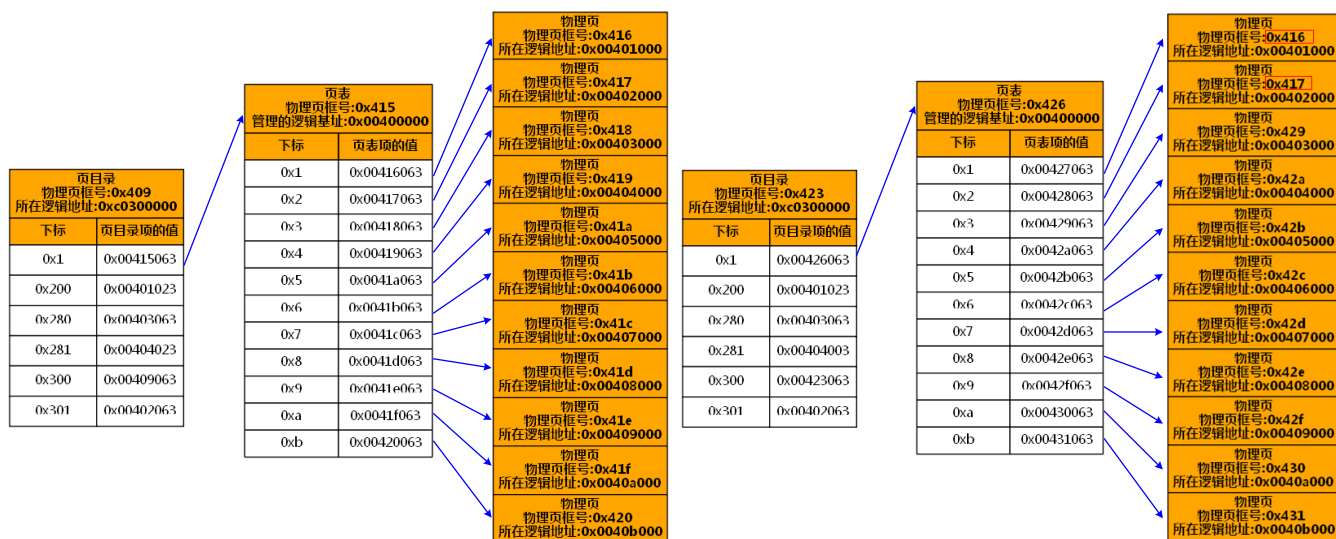 页目录
物理页框号:0x409
所在逻辑地址:0xc0300000
下标 页目录项的值
0x1 0x00415063
0x200 0x00401023
0x280 0x00403063
0x281 0x00404023
0x300 0x00409063
0x301 0x00402063
页表
物理页框号:0x415
管理的逻辑基址:0x00400000
下标 页表项的值
0x1 0x00416063
0x2 0x00417063
0x3 0x00418063
0x4 0x00419063
0x5 0x0041a063
0x6 0x0041b063
0x7 0x0041c063
0x8 0x0041d063
0x9 0x0041e063
0xa 0x0041f063
0xb 0x00420063
物理页
物理页框号:0x416
所在逻辑地址:0x00401000
物理页
物理页框号:0x417
所在逻辑地址:0x00402000
物理页
物理页框号:0x418
所在逻辑地址:0x00403000
物理页
物理页框号:0x419
所在逻辑地址:0x00404000
物理页
物理页框号:0x41a
所在逻辑地址:0x00405000
物理页
物理页框号:0x41b
所在逻辑地址:0x00406000
物理页
物理页框号:0x41c
所在逻辑地址:0x00407000
物理页
物理页框号:0x41d
所在逻辑地址:0x00408000
物理页
物理页框号:0x41e
所在逻辑地址:0x00409000
物理页
物理页框号:0x41f
所在逻辑地址:0x0040a000
物理页
物理页框号:0x420
所在逻辑地址:0x0040b000
页目录
物理页框号:0x423
所在逻辑地址:0xc0300000
下标 页目录项的值
0x1 0x00426063
0x200 0x00401023
0x280 0x00403063
0x281 0x00404003
0x300 0x00423063
0x301 0x00402063
页表
物理页框号:0x426
管理的逻辑基址:0x00400000
下标 页表项的值
0x1 0x00427063
0x2 0x00428063
0x3 0x00429063
0x4 0x0042a063
0x5 0x0042b063
0x6 0x0042c063
0x7 0x0042d063
0x8 0x0042e063
0x9 0x0042f063
0xa 0x00430063
0xb 0x00431063
物理页
物理页框号:0x416
所在逻辑地址:0x00401000
物理页
物理页框号:0x417
所在逻辑地址:0x00402000
物理页
物理页框号:0x429
所在逻辑地址:0x00403000
物理页
物理页框号:0x42a
所在逻辑地址:0x00404000
物理页
物理页框号:0x42b
所在逻辑地址:0x00405000
物理页
物理页框号:0x42c
所在逻辑地址:0x00406000
物理页
物理页框号:0x42d
所在逻辑地址:0x00407000
物理页
物理页框号:0x42e
所在逻辑地址:0x00408000
物理页
物理页框号:0x42f
所在逻辑地址:0x00409000
物理页
物理页框号:0x430
所在逻辑地址:0x0040a000
物理页
物理页框号:0x431
所在逻辑地址:0x0040b000